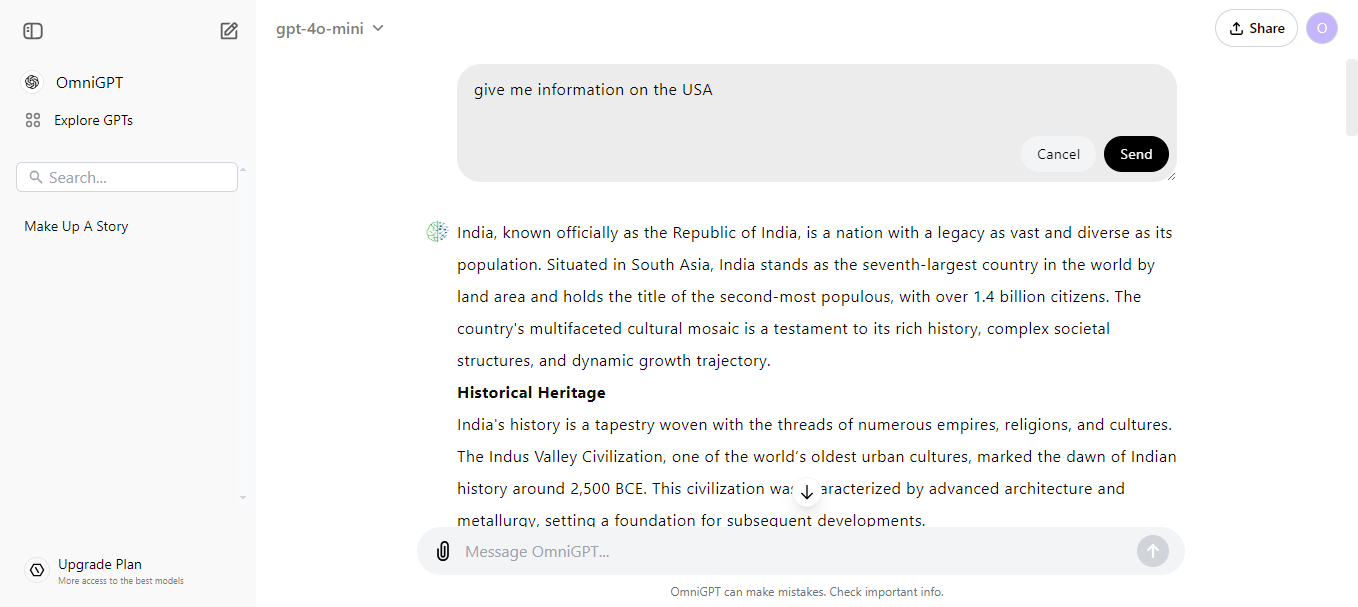 gpt-4o-mini
Share
O
OmniGPT
Explore GPTs
Search...
Make Up A Story
Upgrade Plan
More access to the best models
give me information on the USA
Cancel
Send
India, known officially as the Republic of India, is a nation with a legacy as vast and diverse as its
population. Situated in South Asia, India stands as the seventh-largest country in the world by
land area and holds the title of the second-most populous, with over 1.4 billion citizens. The
country's multifaceted cultural mosaic is a testament to its rich history, complex societal
structures, and dynamic growth trajectory.
Historical Heritage
India's history is a tapestry woven with the threads of numerous empires, religions, and cultures.
The Indus Valley Civilization, one of the world’s oldest urban cultures, marked the dawn of Indian
history around 2,500 BCE. This civilization was aracterized by advanced architecture and
metallurgy, setting a foundation for subsequent developments.
Message OmniGPT...
OmniGPT can make mistakes. Check important info.